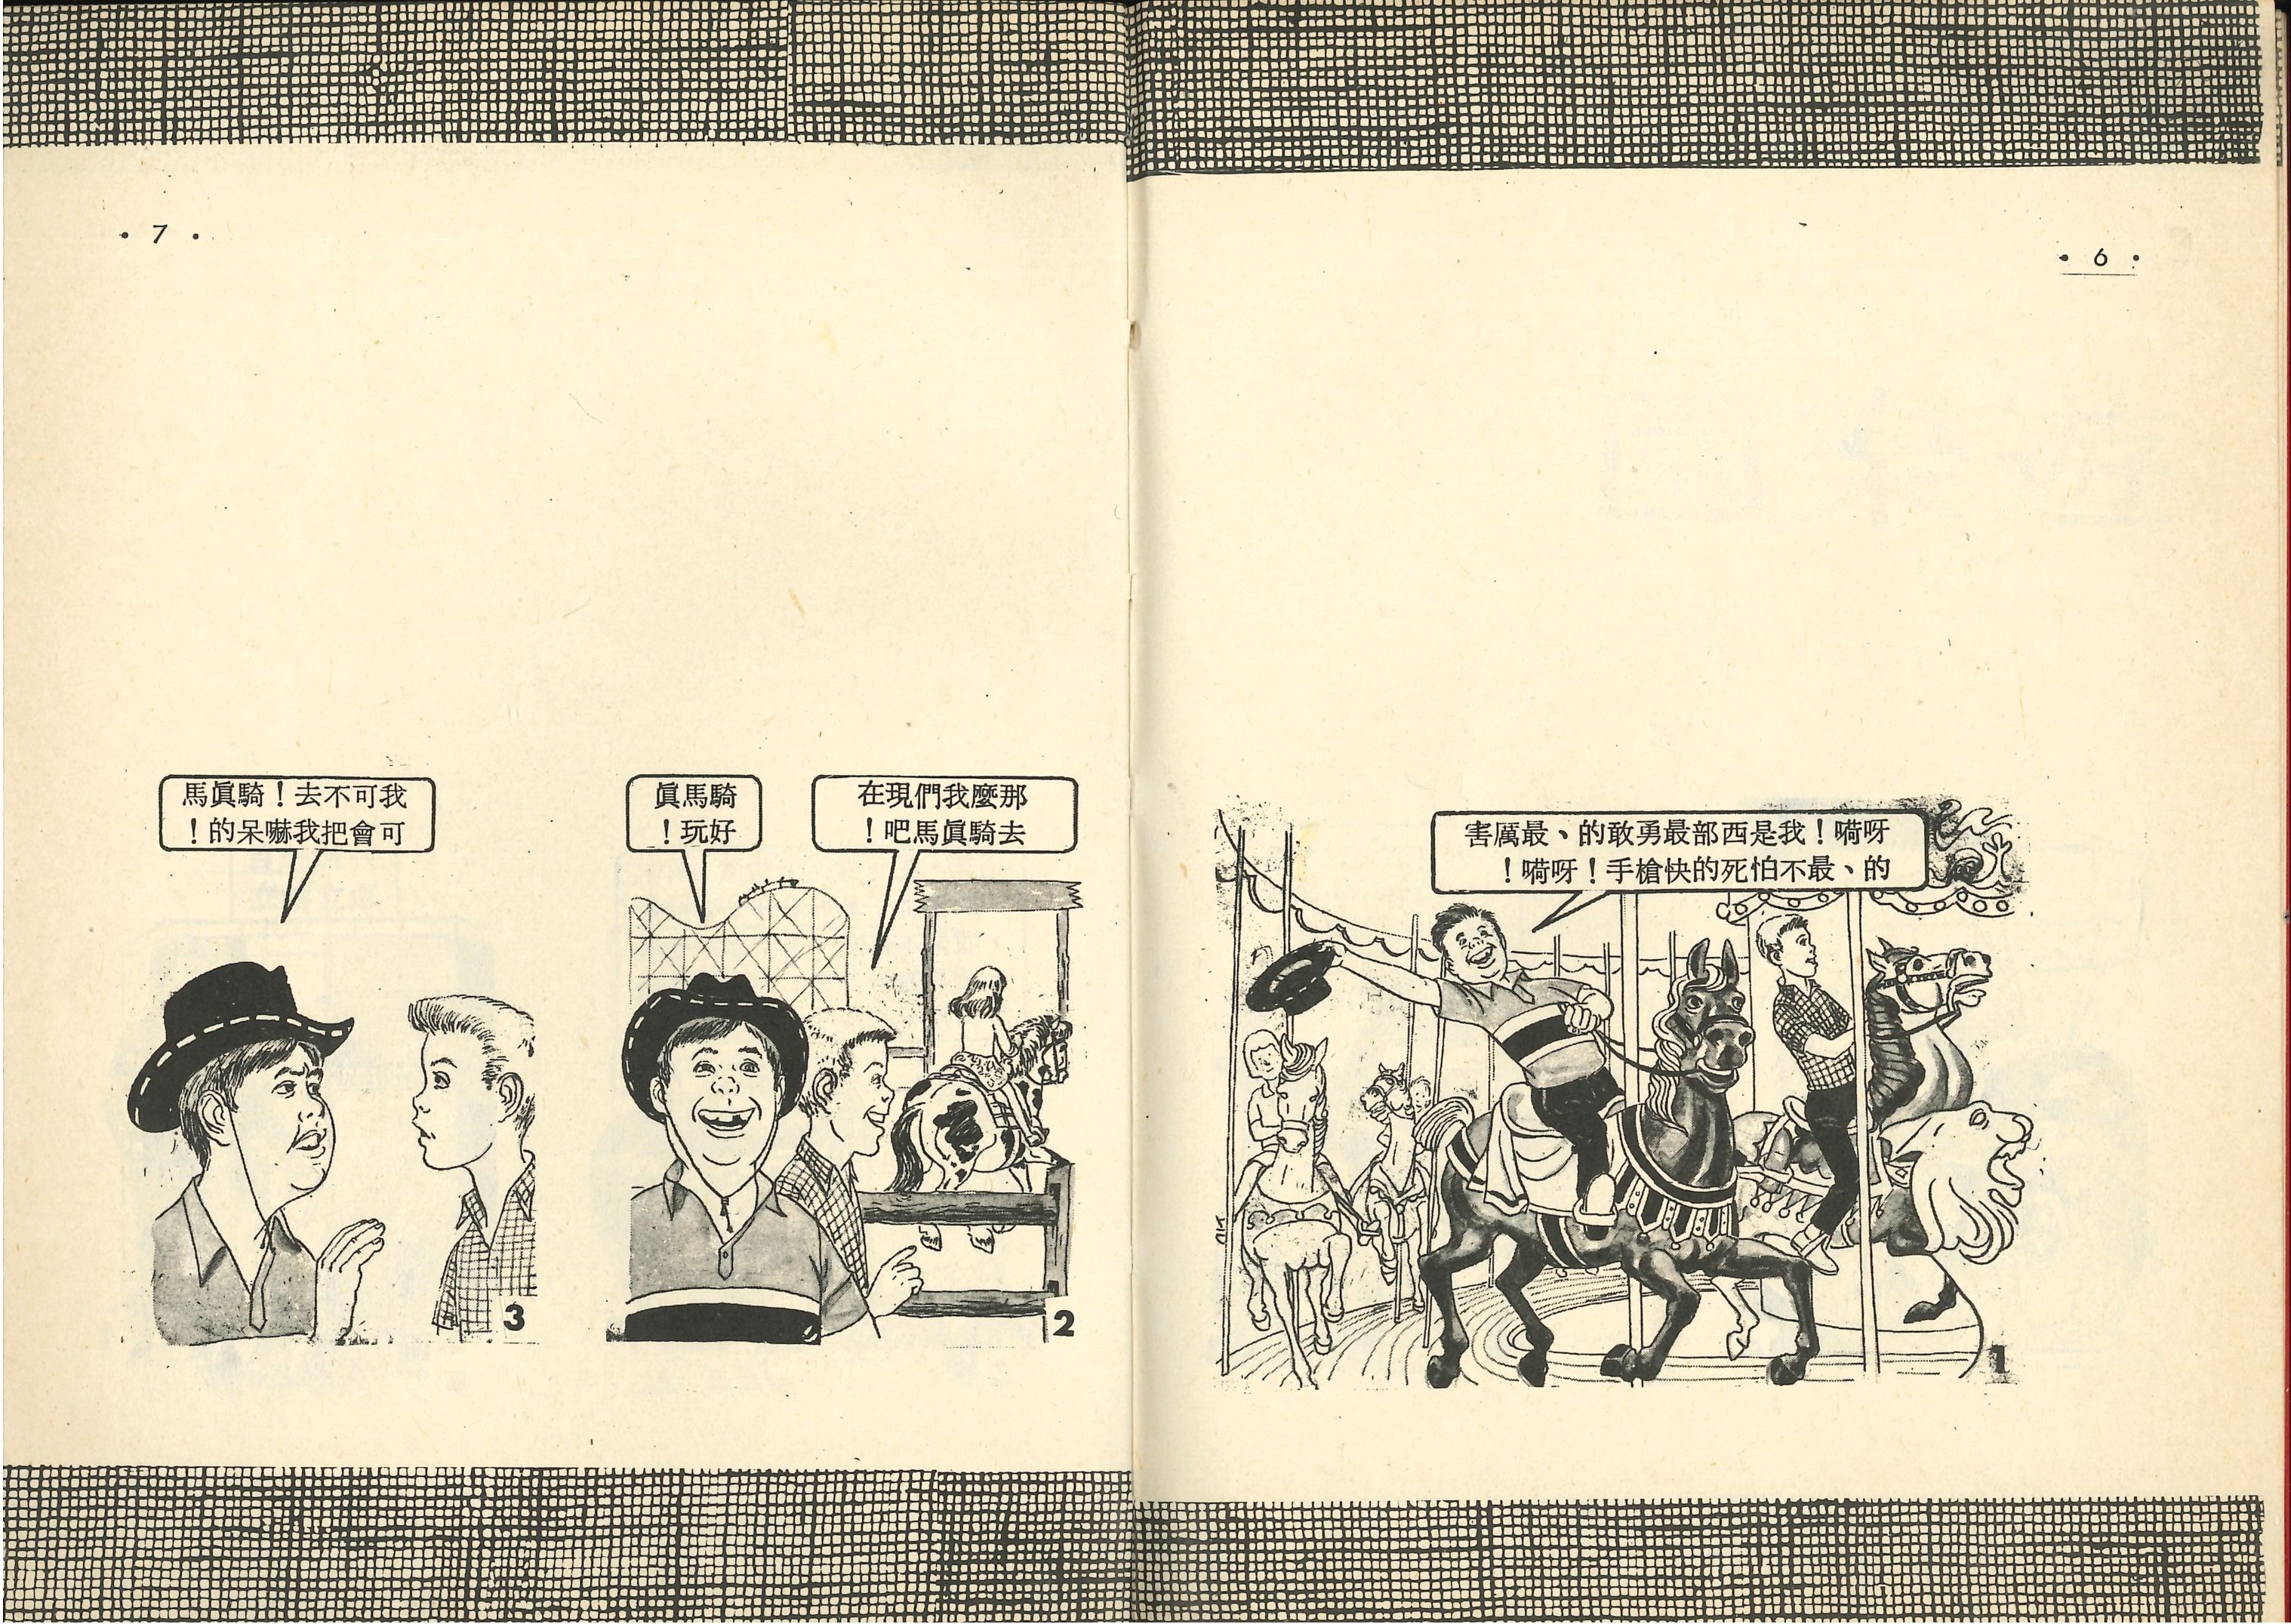 • 6 •
呀嗬！我是西部最勇敢的、最厲害
的、最不怕死的快槍手！呀嗬！
1
• 7 •
那麼我們現在
去騎眞馬吧！
騎馬眞
好玩！
2
我可不去！騎眞馬
可會把我嚇呆的！
3